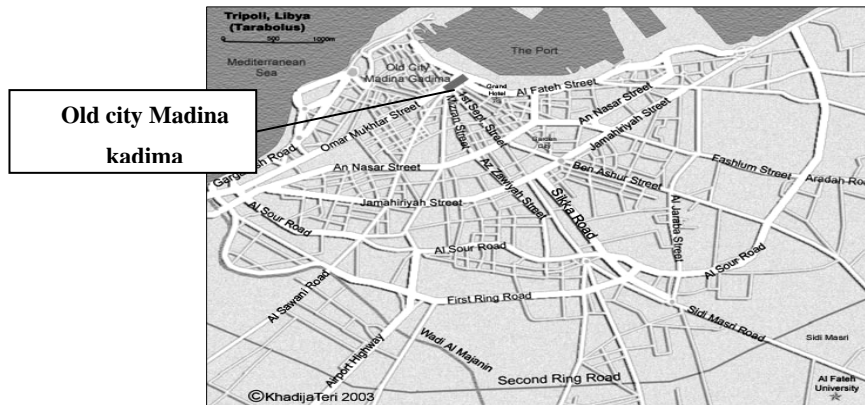 Tripoli, Libya
(Tarabolus)
0 500 1000m
Mediterranean
Sea
The Port
Old City
Madina Gadima
Grand
Hotel
Al Fateh Street
1st Sept. Street
Mizran Street
Omar Mukhtar Street
An Nasar Street
Jamahiriyah Street
Old city Madina
kadima
Gargaresh Road
An Nasar Street
Az Zawiyah Street
Ben Ashur Street
Fashlum Street
Aradah Roa
Jamahiriyah Street
Sikka Road
Al Jaraba Street
Al Sour Road
Al Sour Road
Al Sour Road
Al Sawani Road
First Ring Road
Sidi Masri Road
Sidi Masri
Airport Highway
Wadi Al Majanin
Second Ring Road
Al Fateh
University
©KhadijaTeri 2003